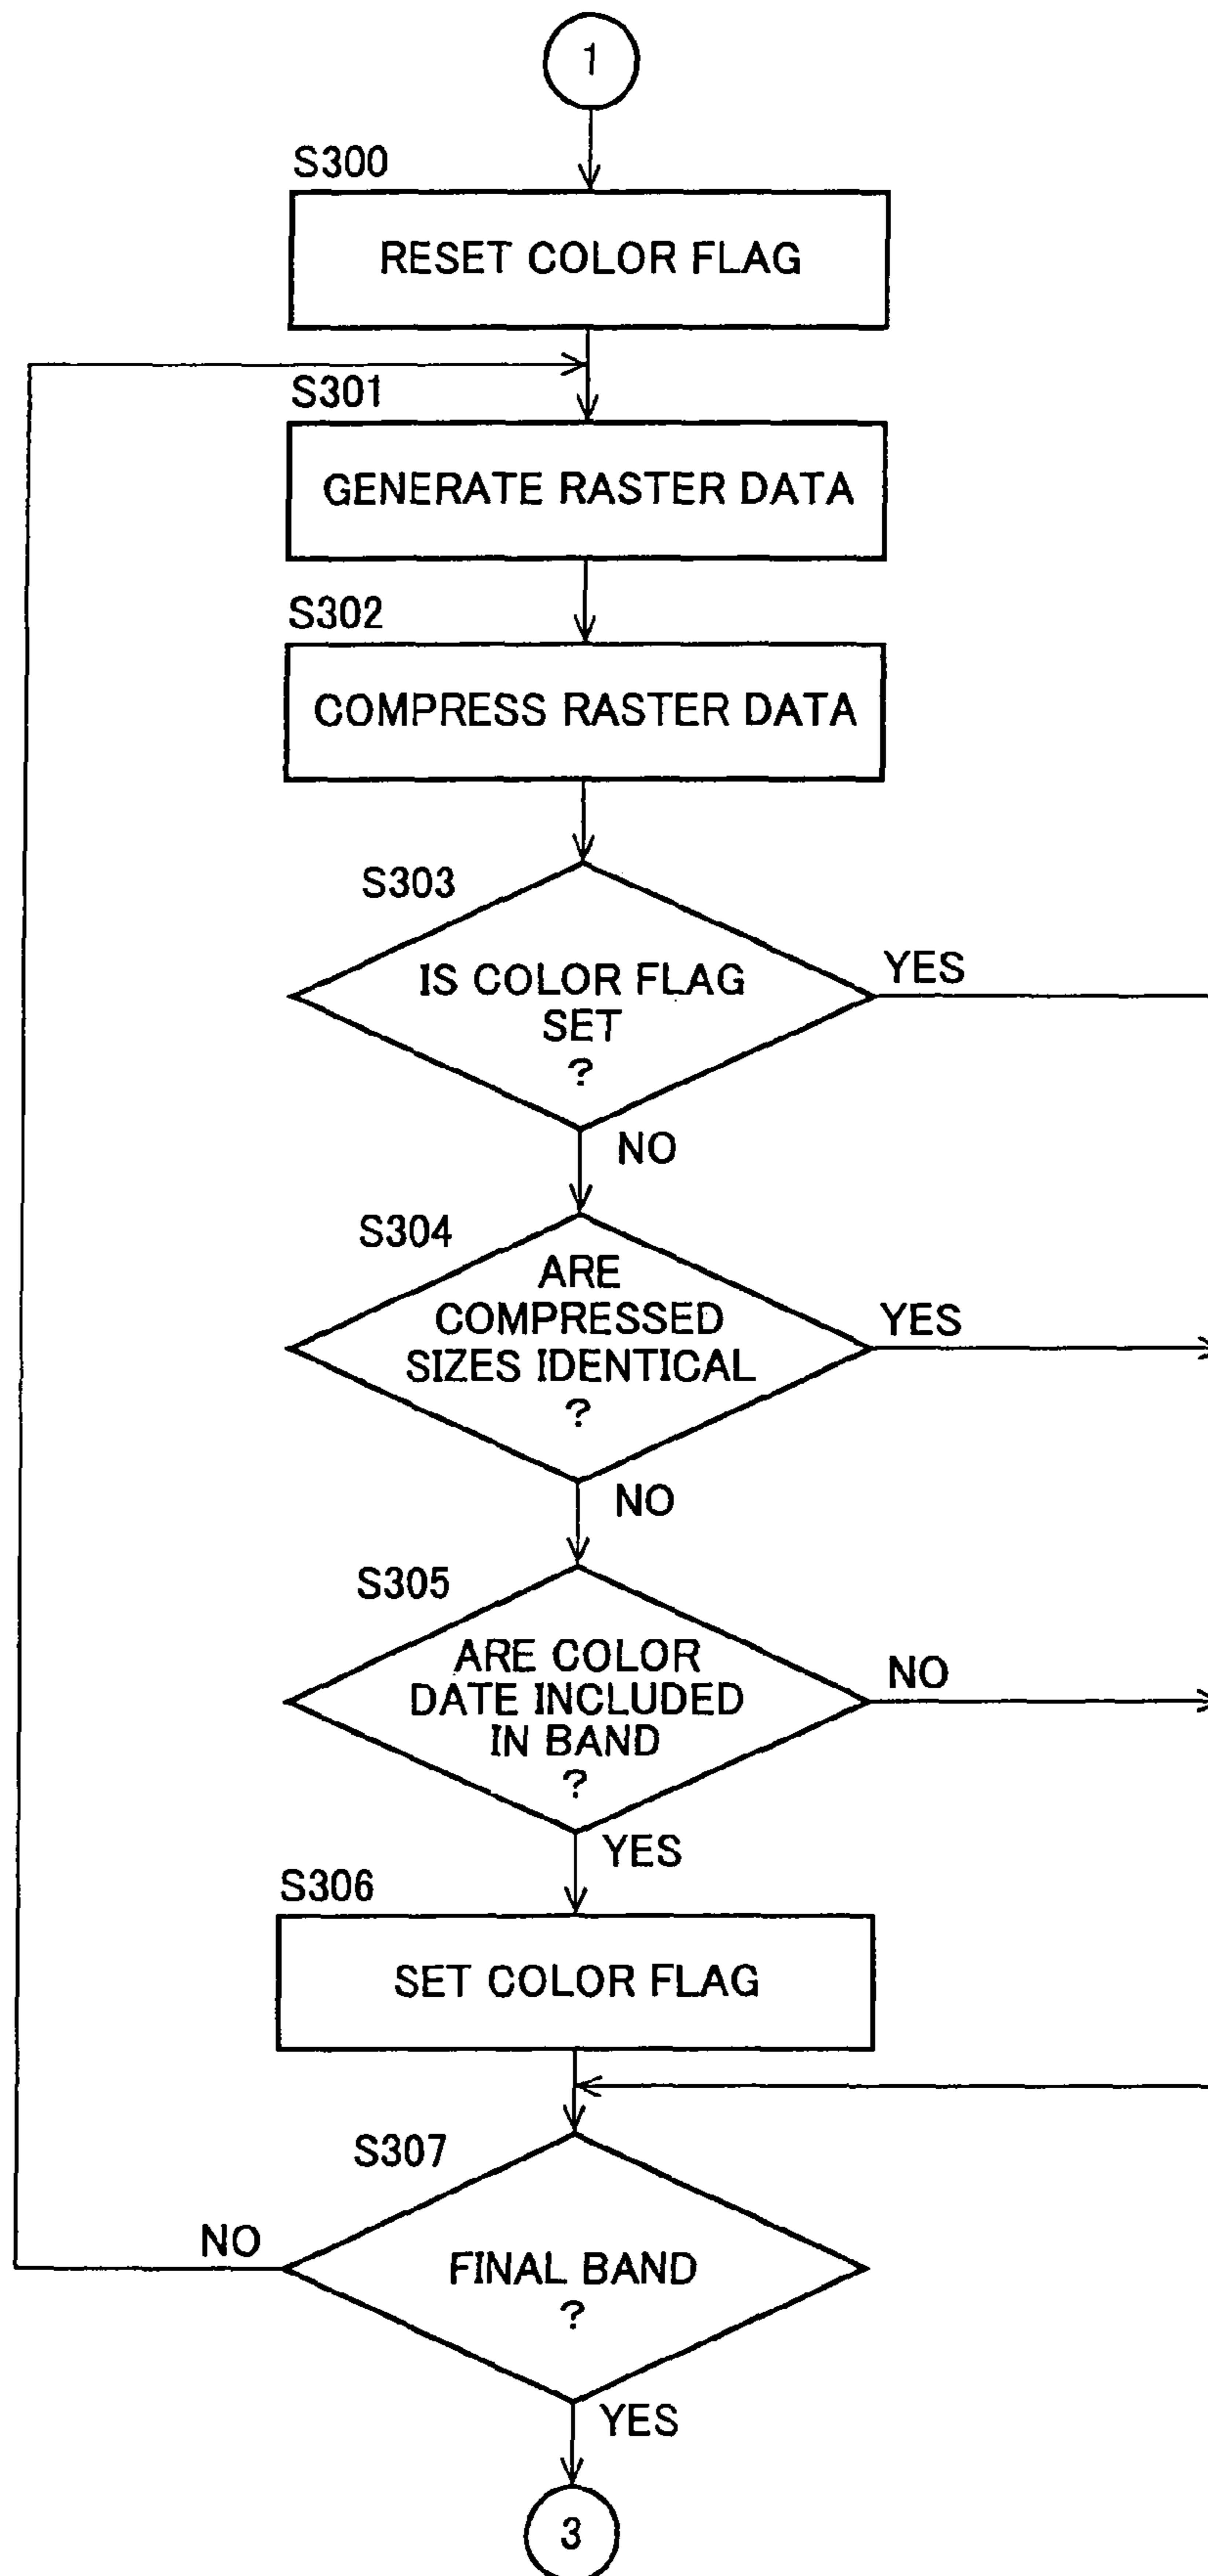 1
S300
RESET COLOR FLAG
S301
GENERATE RASTER DATA
S302
COMPRESS RASTER DATA
S303
IS COLOR FLAG
SET
?
YES
NO
S304
ARE
COMPRESSED
SIZES IDENTICAL
?
YES
NO
S305
ARE COLOR
DATE INCLUDED
IN BAND
?
NO
YES
S306
SET COLOR FLAG
S307
NO
FINAL BAND
?
YES
3